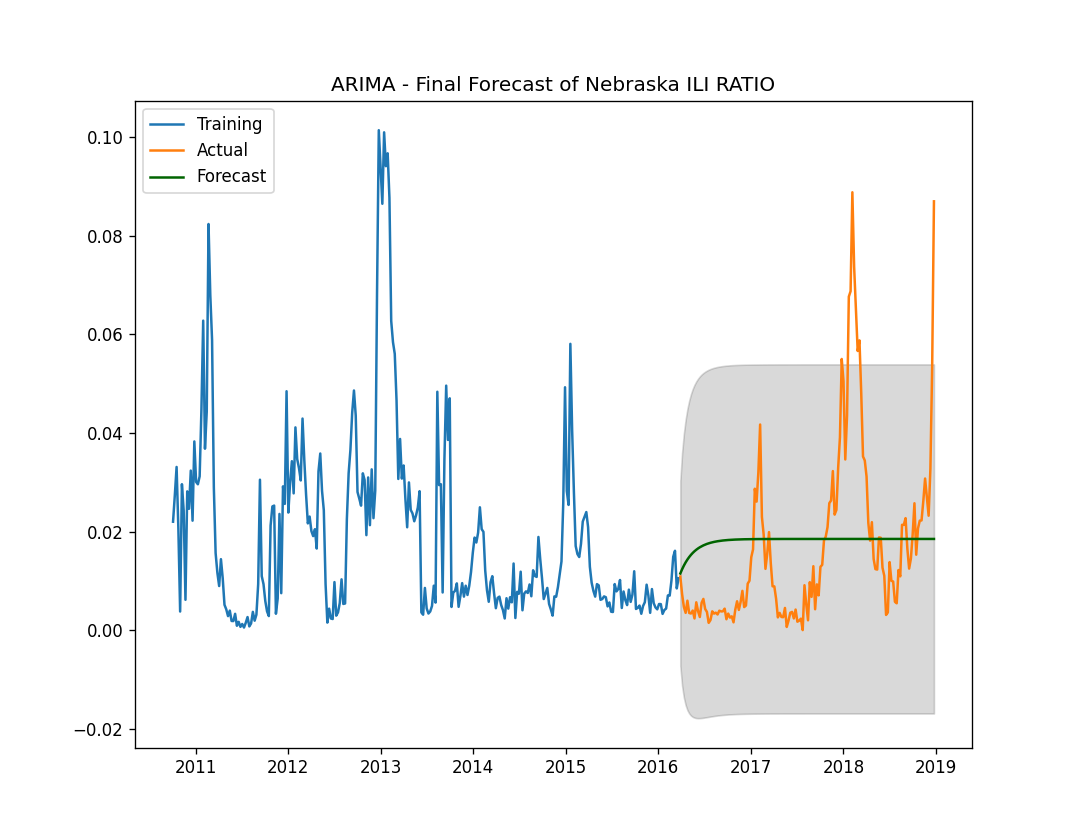 ARIMA - Final Forecast of Nebraska ILI RATIO
Training
Actual
Forecast
0.10
0.08
0.06
0.04
0.02
0.00
−0.02
2011 2012 2013 2014 2015 2016 2017 2018 2019